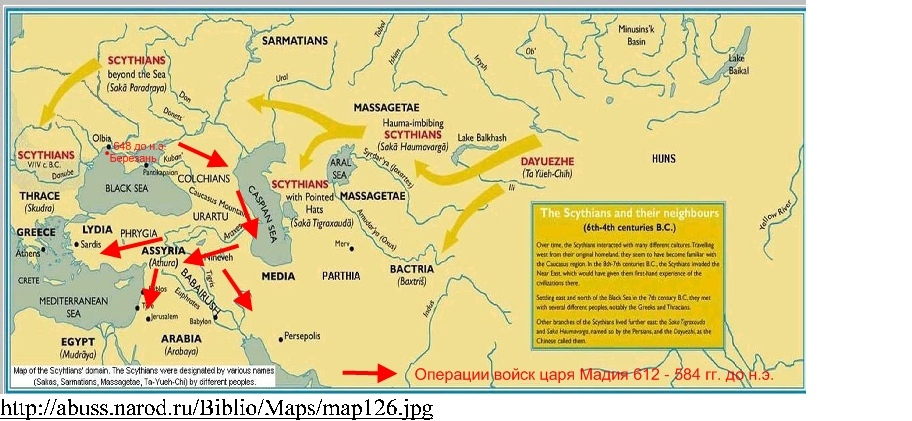 SARMATIANS
Minusins'k
Basin
Lake
Baikal
SCYTHIANS
beyond the Sea
(Sakā Paradraya)
Tobol
Ishim
Irtysh
Ob'
Ural
Don
Donets
MASSAGETAE
Hauma-imbibing
SCYTHIANS
(Sakā Haumavargā)
Lake Balkhash
Olbia
648 до н.э.
Березань
Kuban
SCYTHIANS
V/IV c. B.C.
Danube
Pantikapaion
COLCHIANS
ARAL
SEA
Syrdar'ya (Jaxartes)
DAYUEZHE
(Ta Yüeh-Chih)
HUNS
Ili
BLACK SEA
Caucasus Mountains
CASPIAN SEA
SCYTHIANS
with Pointed
Hats
(Sakā Tigraxaudā)
MASSAGETAE
THRACE
(Skudra)
URARTU
Araxes
Amudar'ya (Oxus)
Yellow River
GREECE
Athens
LYDIA
Sardis
PHRYGIA
ASSYRIA
(Athura)
Nineveh
Merv
MEDIA
PARTHIA
BACTRIA
(Baxtriš)
CRETE
MEDITERRANEAN
SEA
Tigris
Euphrates
BABAIRUSH
Babylon
Jerusalem
Indus
Persepolis
EGYPT
(Mudrāya)
ARABIA
(Arabaya)
The Scythians and their neighbours
(6th-4th centuries B.C.)
Over time, the Scythians interacted with many different cultures. Travelling
west from their original homeland, they seem to have become familiar with
the Caucasus region. In the 8th-7th centuries B.C., the Scythians invaded the
Near East, which would have given them first-hand experience of the
civilizations there.
Settling east and north of the Black Sea in the 7th century B.C., they met
with several different peoples, notably the Greeks and Thracians.
Other branches of the Scythians lived further east: the Saka Tigraxauda
and Saka Haumavarga, named so by the Persians, and the Dayuezhi, as the
Chinese called them.
Map of the Scythians' domain. The Scythians were designated by various names
(Sakas, Sarmatians, Massagetae, Ta-Yueh-Chi) by different peoples.
Операции войск царя Мадия 612 - 584 гг. до н.э.
http://abuss.narod.ru/Biblio/Maps/map126.jpg